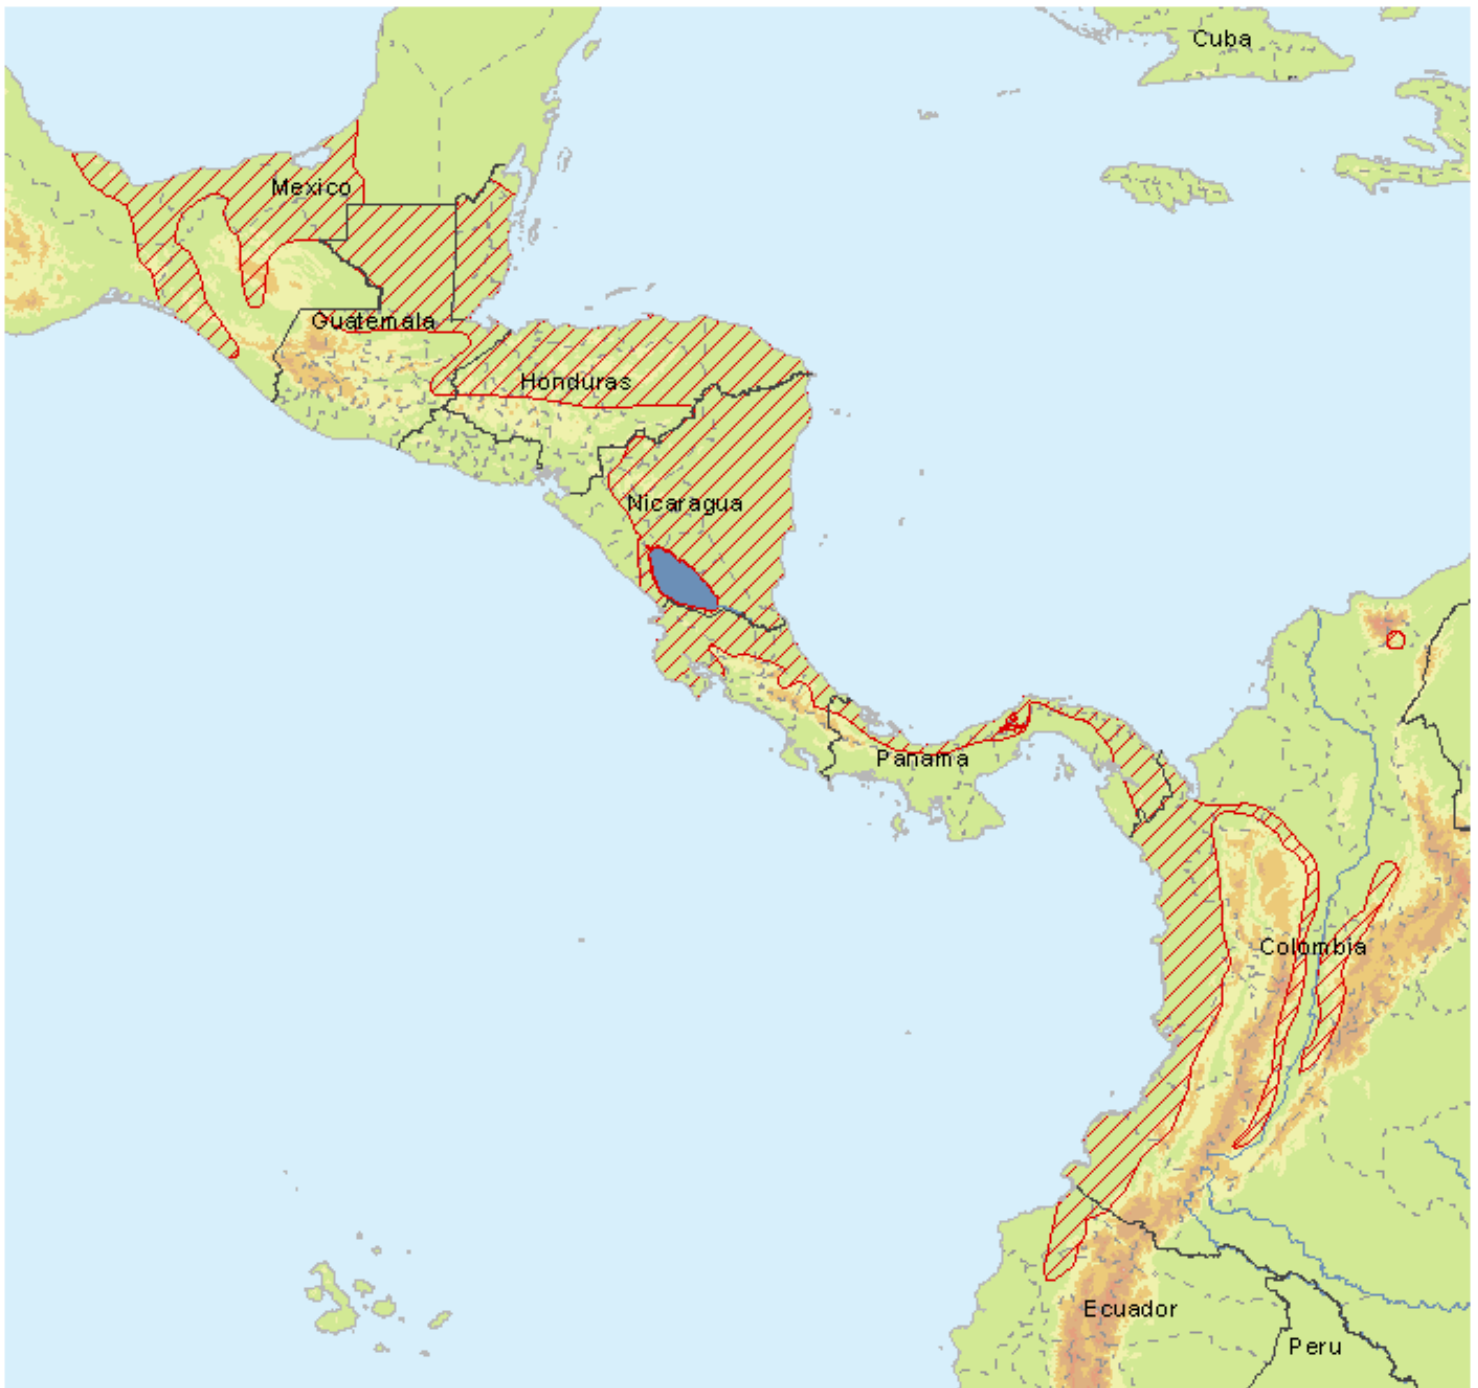 Cuba
Mexico
Guatemala
Honduras
Nicaragua
Panama
Colombia
Ecuador
Peru